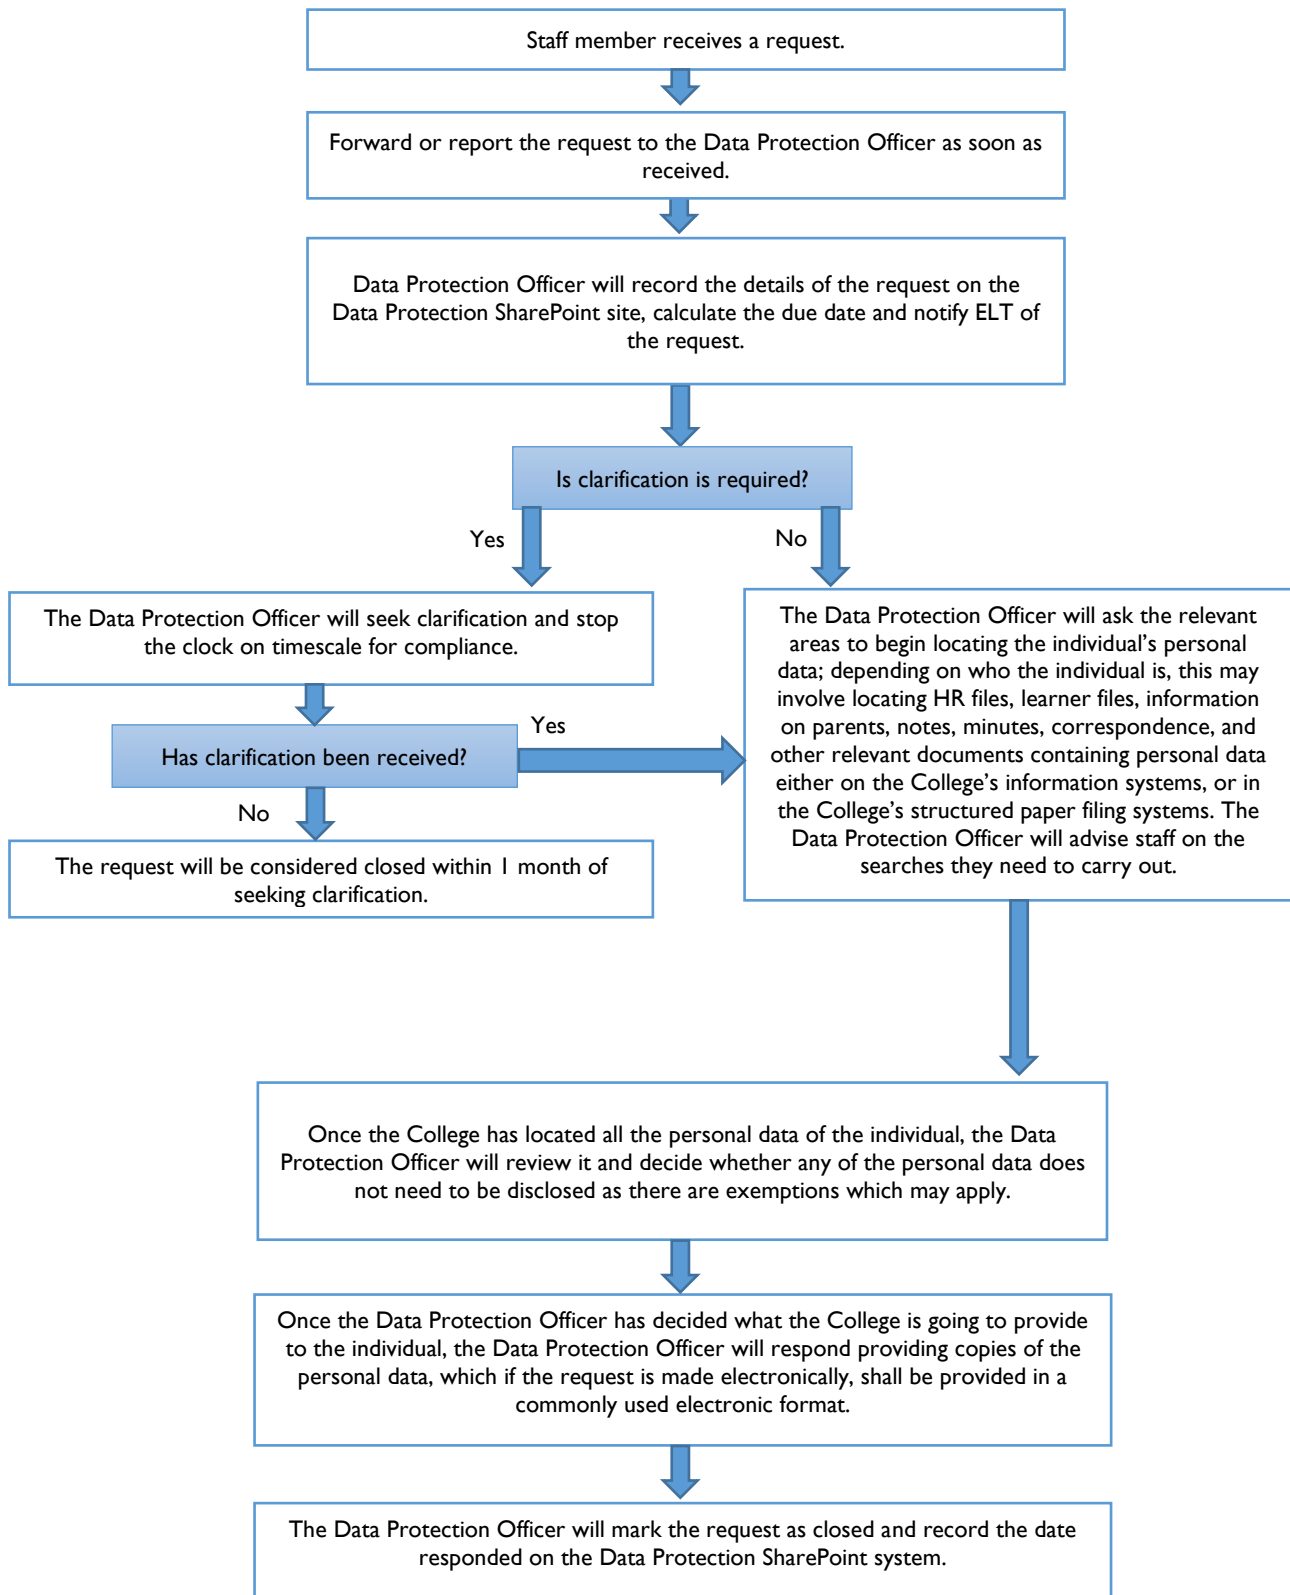 Staff member receives a request.
Forward or report the request to the Data Protection Officer as soon as
received.
Data Protection Officer will record the details of the request on the
Data Protection SharePoint site, calculate the due date and notify ELT of
the request.
Is clarification is required?
Yes
No
The Data Protection Officer will seek clarification and stop
the clock on timescale for compliance.
Has clarification been received?
Yes
No
The request will be considered closed within 1 month of
seeking clarification.
The Data Protection Officer will ask the relevant
areas to begin locating the individual’s personal
data; depending on who the individual is, this may
involve locating HR files, learner files, information
on parents, notes, minutes, correspondence, and
other relevant documents containing personal data
either on the College’s information systems, or in
the College’s structured paper filing systems. The
Data Protection Officer will advise staff on the
searches they need to carry out.
Once the College has located all the personal data of the individual, the Data
Protection Officer will review it and decide whether any of the personal data does
not need to be disclosed as there are exemptions which may apply.
Once the Data Protection Officer has decided what the College is going to provide
to the individual, the Data Protection Officer will respond providing copies of the
personal data, which if the request is made electronically, shall be provided in a
commonly used electronic format.
The Data Protection Officer will mark the request as closed and record the date
responded on the Data Protection SharePoint system.